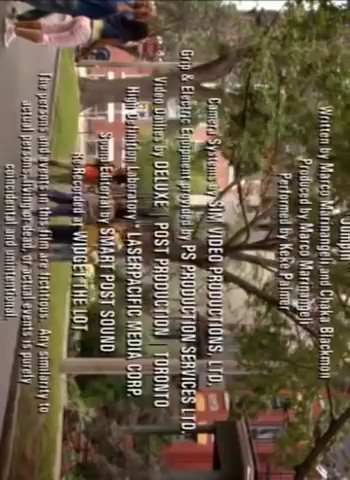 "Jumpin"
Written by Marco Marinangeli and Chaka Blackmon
Produced by Marco Marinangeli
Performed by Keke Palmer
Camera Systems by SIM VIDEO PRODUCTIONS, LTD.
Grip & Electric Equipment provided by PS PRODUCTION SERVICES LTD.
Video Dailies by DELUXE | POST PRODUCTION | TORONTO
High Definition Laboratory LASERPACIFIC MEDIA CORP.
Sound Editorial by SMART POST SOUND
Re-Recorded at WIDGET THE LOT
The persons and events in this film are fictitious. Any similarity to
actual persons, living or dead, or actual events is purely
coincidental and unintentional.